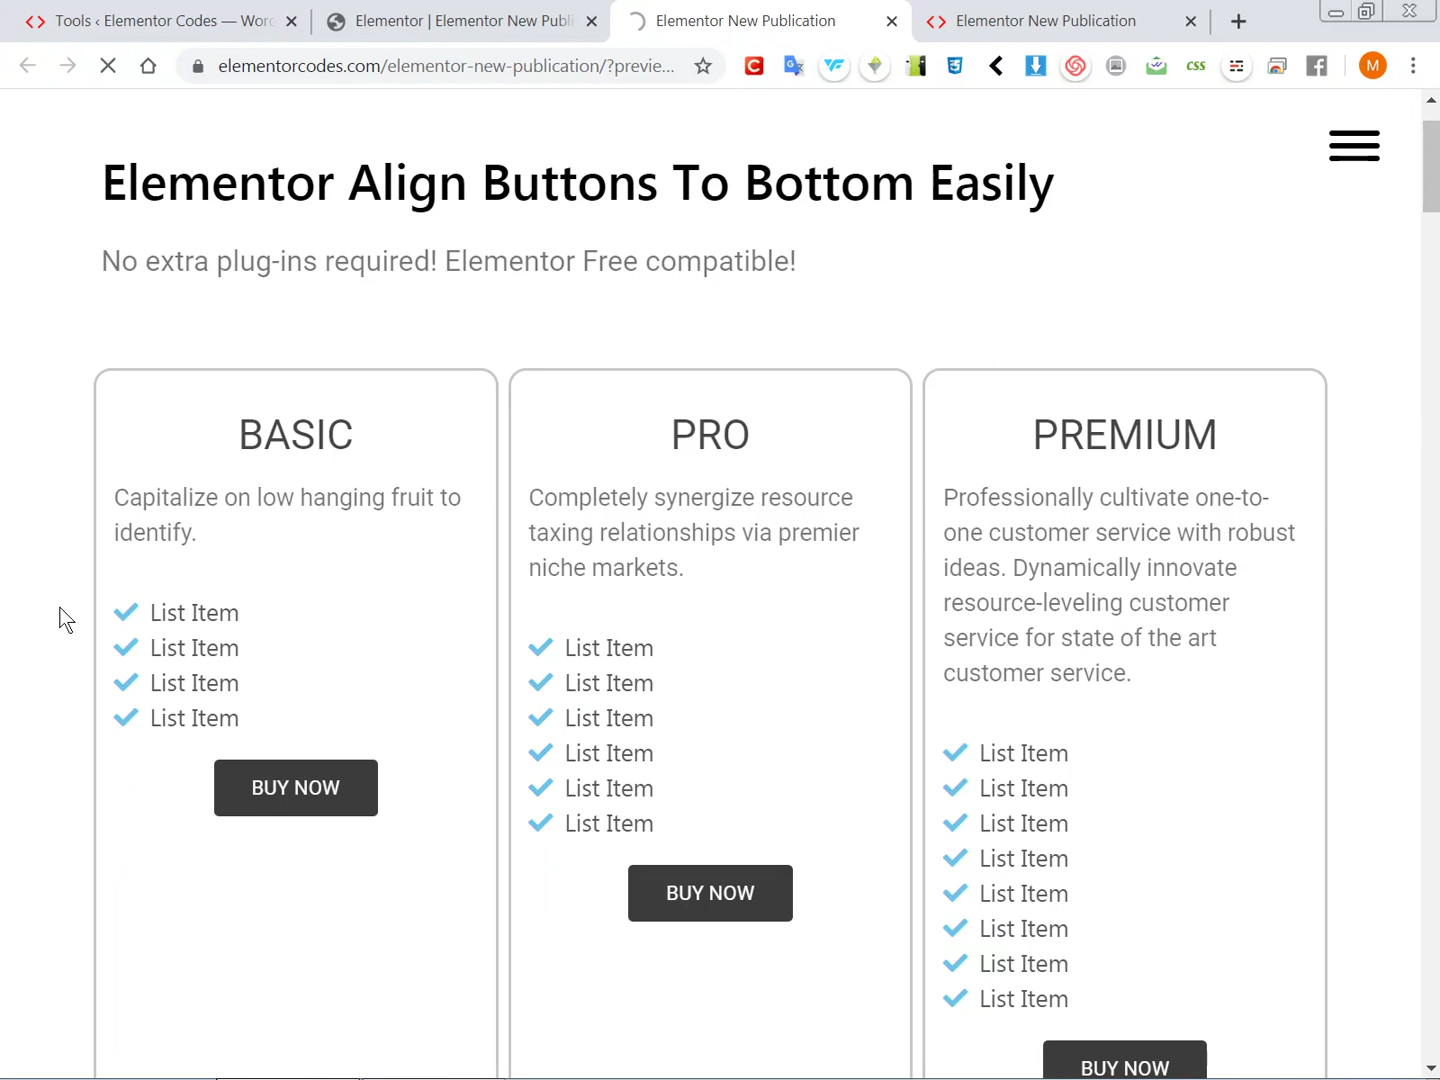 Tools ‹ Elementor Codes — Wor
Elementor | Elementor New Publi
Elementor New Publication
Elementor New Publication
elementorcodes.com/elementor-new-publication/?previe...
css
M
Elementor Align Buttons To Bottom Easily
No extra plug-ins required! Elementor Free compatible!
BASIC
Capitalize on low hanging fruit to
identify.
List Item
List Item
List Item
List Item
BUY NOW
PRO
Completely synergize resource
taxing relationships via premier
niche markets.
List Item
List Item
List Item
List Item
List Item
List Item
BUY NOW
PREMIUM
Professionally cultivate one-to-
one customer service with robust
ideas. Dynamically innovate
resource-leveling customer
service for state of the art
customer service.
List Item
List Item
List Item
List Item
List Item
List Item
List Item
List Item
BUY NOW